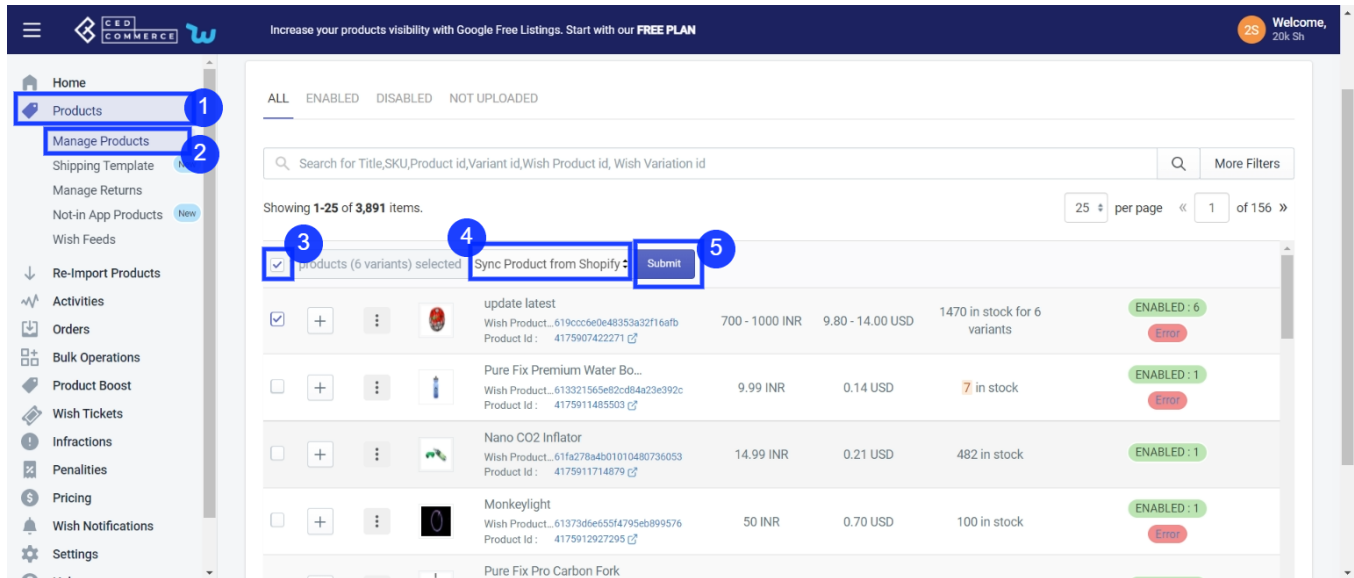 CED
COMMERCE
Increase your products visibility with Google Free Listings. Start with our FREE PLAN
2S
Welcome,
20k Sh
Home
Products
1
Manage Products
2
Shipping Template
Manage Returns
Not-in App Products New
Wish Feeds
Re-Import Products
Activities
Orders
Bulk Operations
Product Boost
Wish Tickets
Infractions
Penalities
Pricing
Wish Notifications
Settings
ALL ENABLED DISABLED NOT UPLOADED
Search for Title,SKU,Product id,Variant id,Wish Product id, Wish Variation id
More Filters
Showing 1-25 of 3,891 items.
25 per page « 1 of 156 »
3
4
5
products (6 variants) selected Sync Product from Shopify Submit
update latest
Wish Product...619ccc6e0e48353a32f16afb
Product Id : 4175907422271
700 - 1000 INR 9.80 - 14.00 USD
1470 in stock for 6
variants
ENABLED : 6
Error
Pure Fix Premium Water Bo...
Wish Product...613321565e82cd84a23e392c
Product Id : 4175911485503
9.99 INR 0.14 USD 7 in stock
ENABLED : 1
Error
Nano CO2 Inflator
Wish Product...61fa278a4b01010480736053
Product Id : 4175911714879
14.99 INR 0.21 USD 482 in stock
ENABLED : 1
Monkeylight
Wish Product...61373d6e655f4795eb899576
Product Id : 4175912927295
50 INR 0.70 USD 100 in stock
ENABLED : 1
Error
Pure Fix Pro Carbon Fork